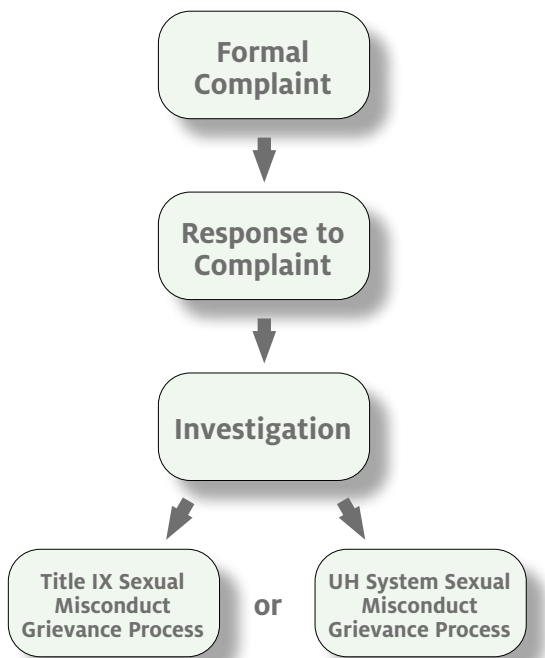 Formal
Complaint
Response to
Complaint
Investigation
Title IX Sexual
Misconduct
Grievance Process
or
UH System Sexual
Misconduct
Grievance Process